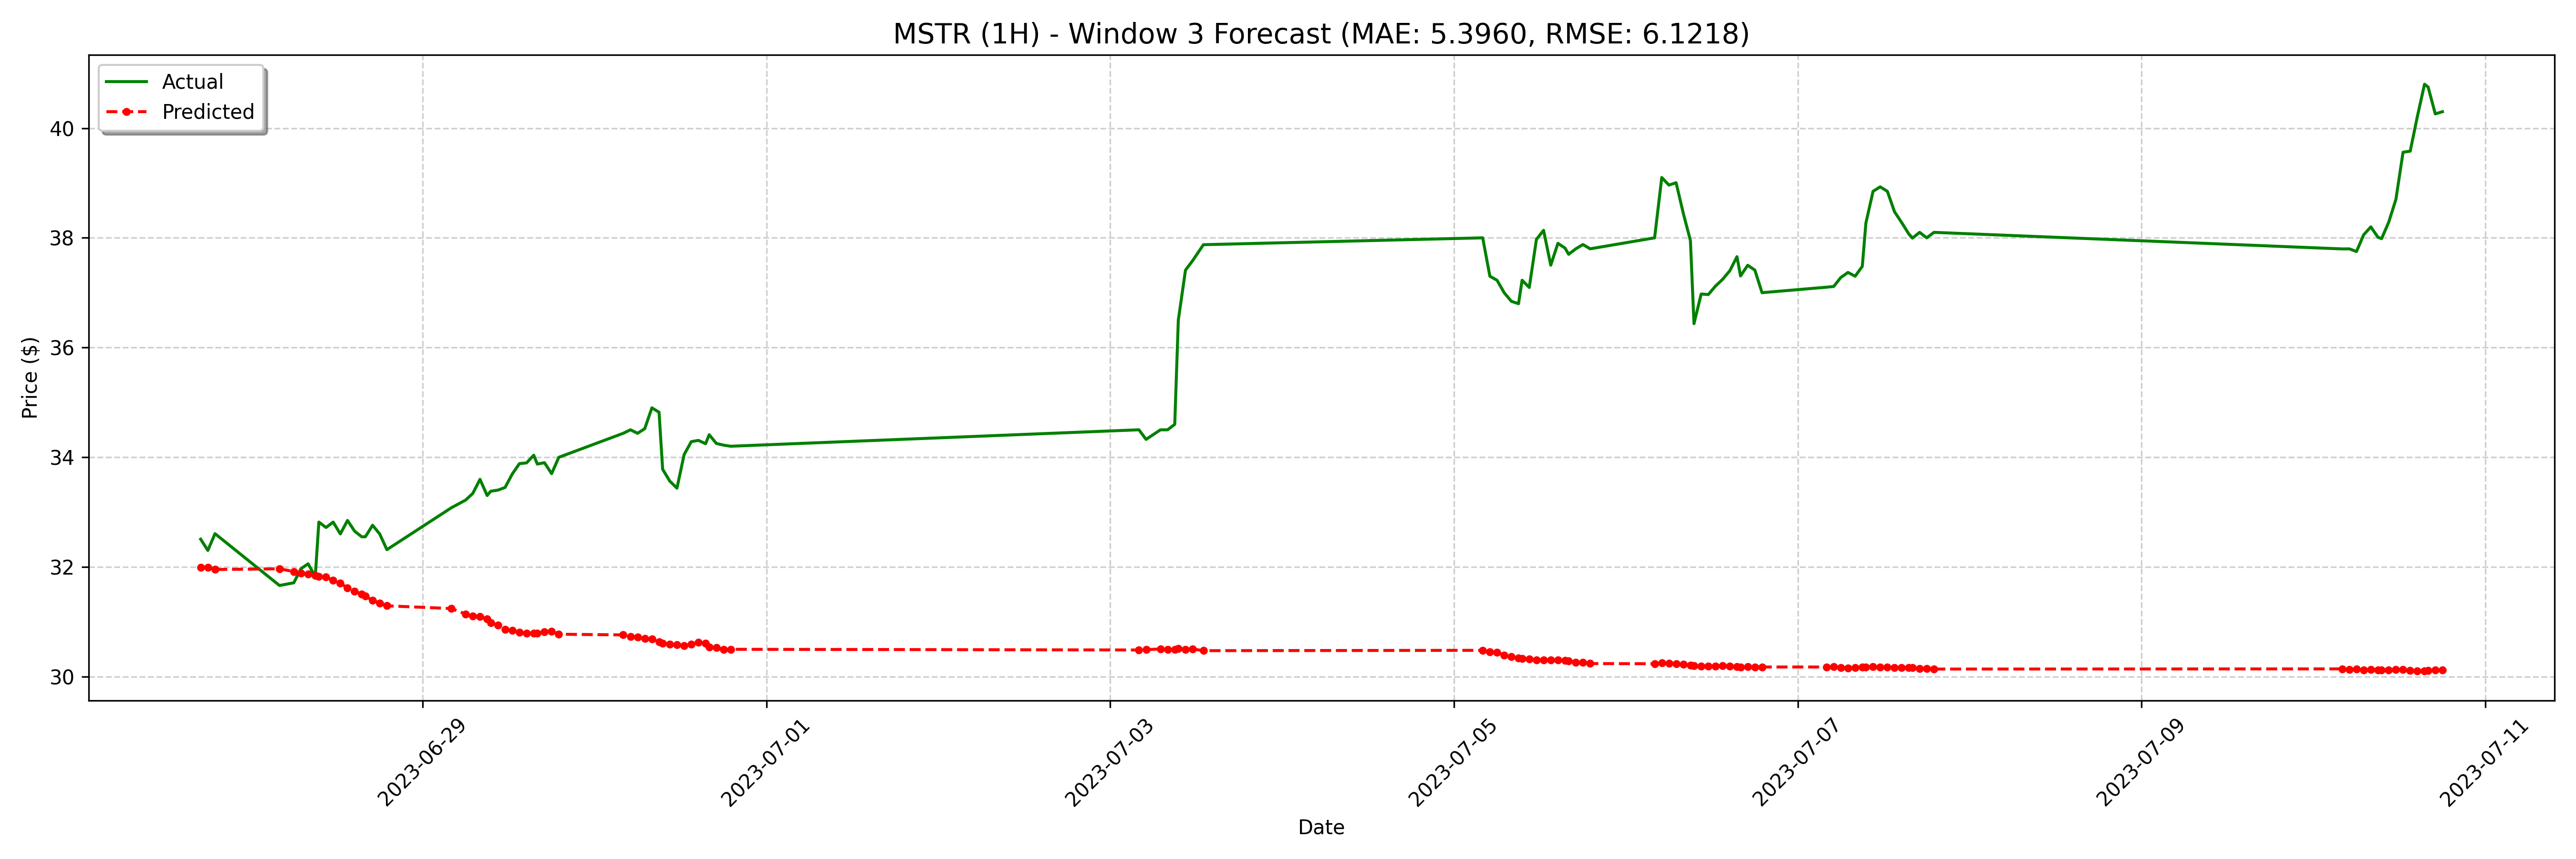 MSTR (1H) - Window 3 Forecast (MAE: 5.3960, RMSE: 6.1218)
Actual
Predicted
Price ($)
40
38
36
34
32
30
2023-06-29
2023-07-01
2023-07-03
2023-07-05
2023-07-07
2023-07-09
2023-07-11
Date